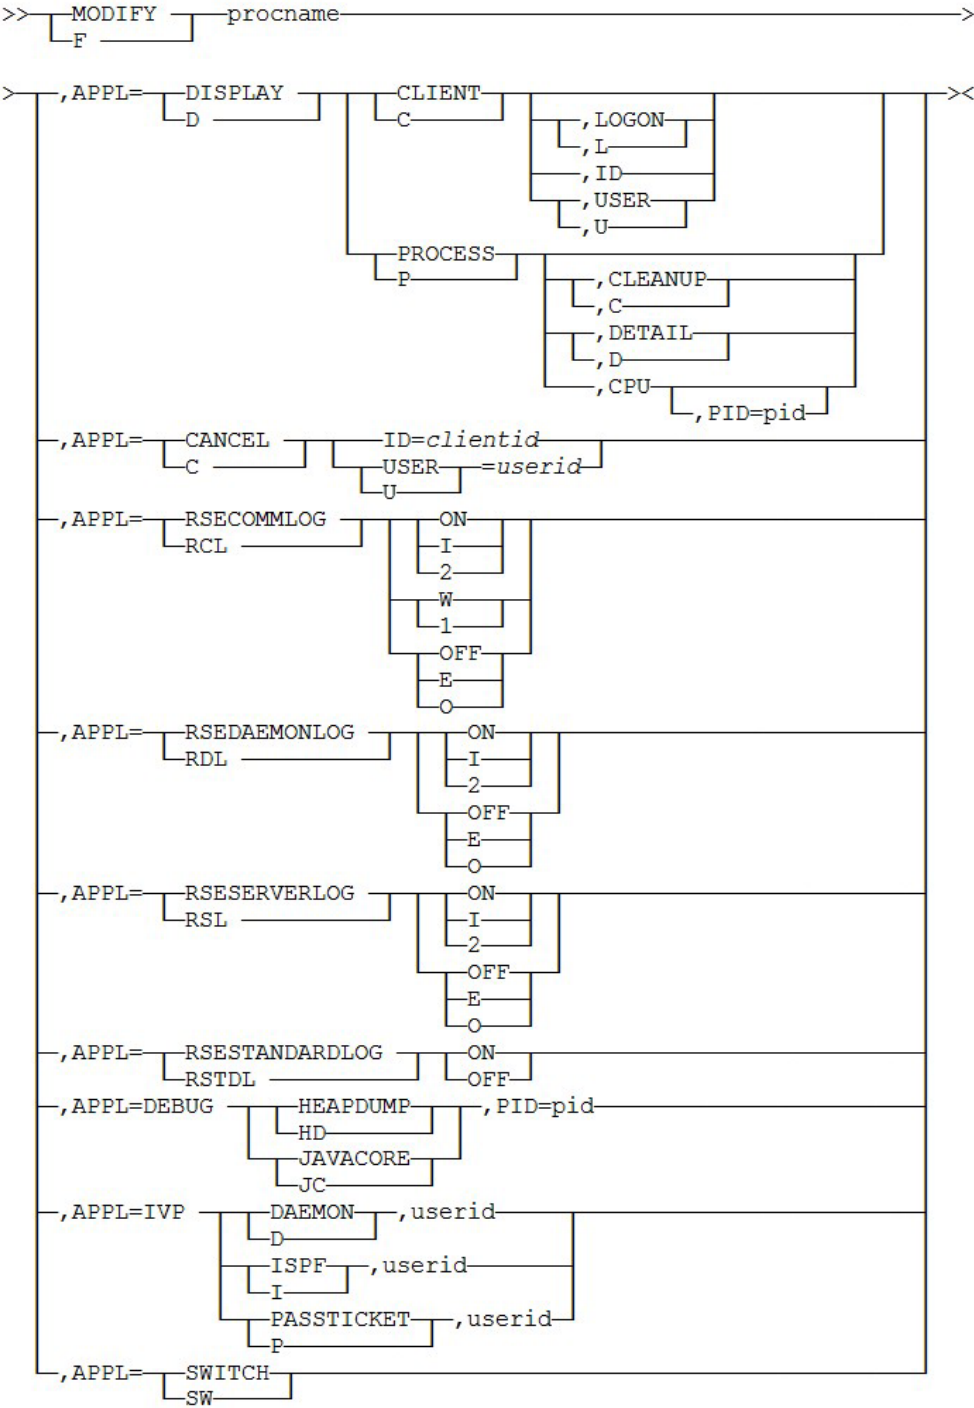 >> MODIFY procname >
F
> ,APPL= DISPLAY CLIENT ><
D C ,LOGON
,L
,ID
,USER
,U
PROCESS
P ,CLEANUP
,C
,DETAIL
,D
,CPU
,PID=pid
,APPL= CANCEL ID=clientid
C USER =userid
U
,APPL= RSECOMMLOG ON
RCL I
2
W
1
OFF
E
O
,APPL= RSEDAEMONLOG ON
RDL I
2
OFF
E
O
,APPL= RSESERVERLOG ON
RSL I
2
OFF
E
O
,APPL= RSESTANDARDLOG ON
RSTDL OFF
,APPL=DEBUG HEAPDUMP ,PID=pid
HD
JAVACORE
JC
,APPL=IVP DAEMON ,userid
D
ISPF ,userid
I
PASSTICKET ,userid
P
,APPL= SWITCH
SW